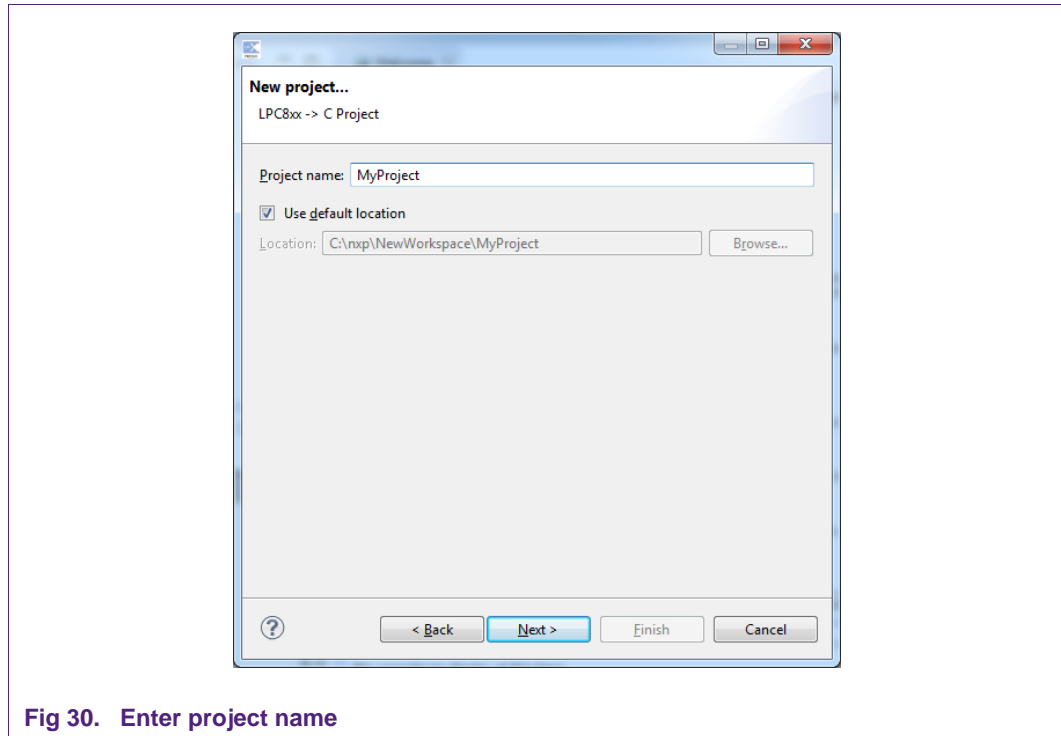 New project...
LPC8xx -> C Project
Project name: MyProject
Use default location
Location: C:\nxp\NewWorkspace\MyProject Browse...
< Back Next > Finish Cancel
Fig 30. Enter project name